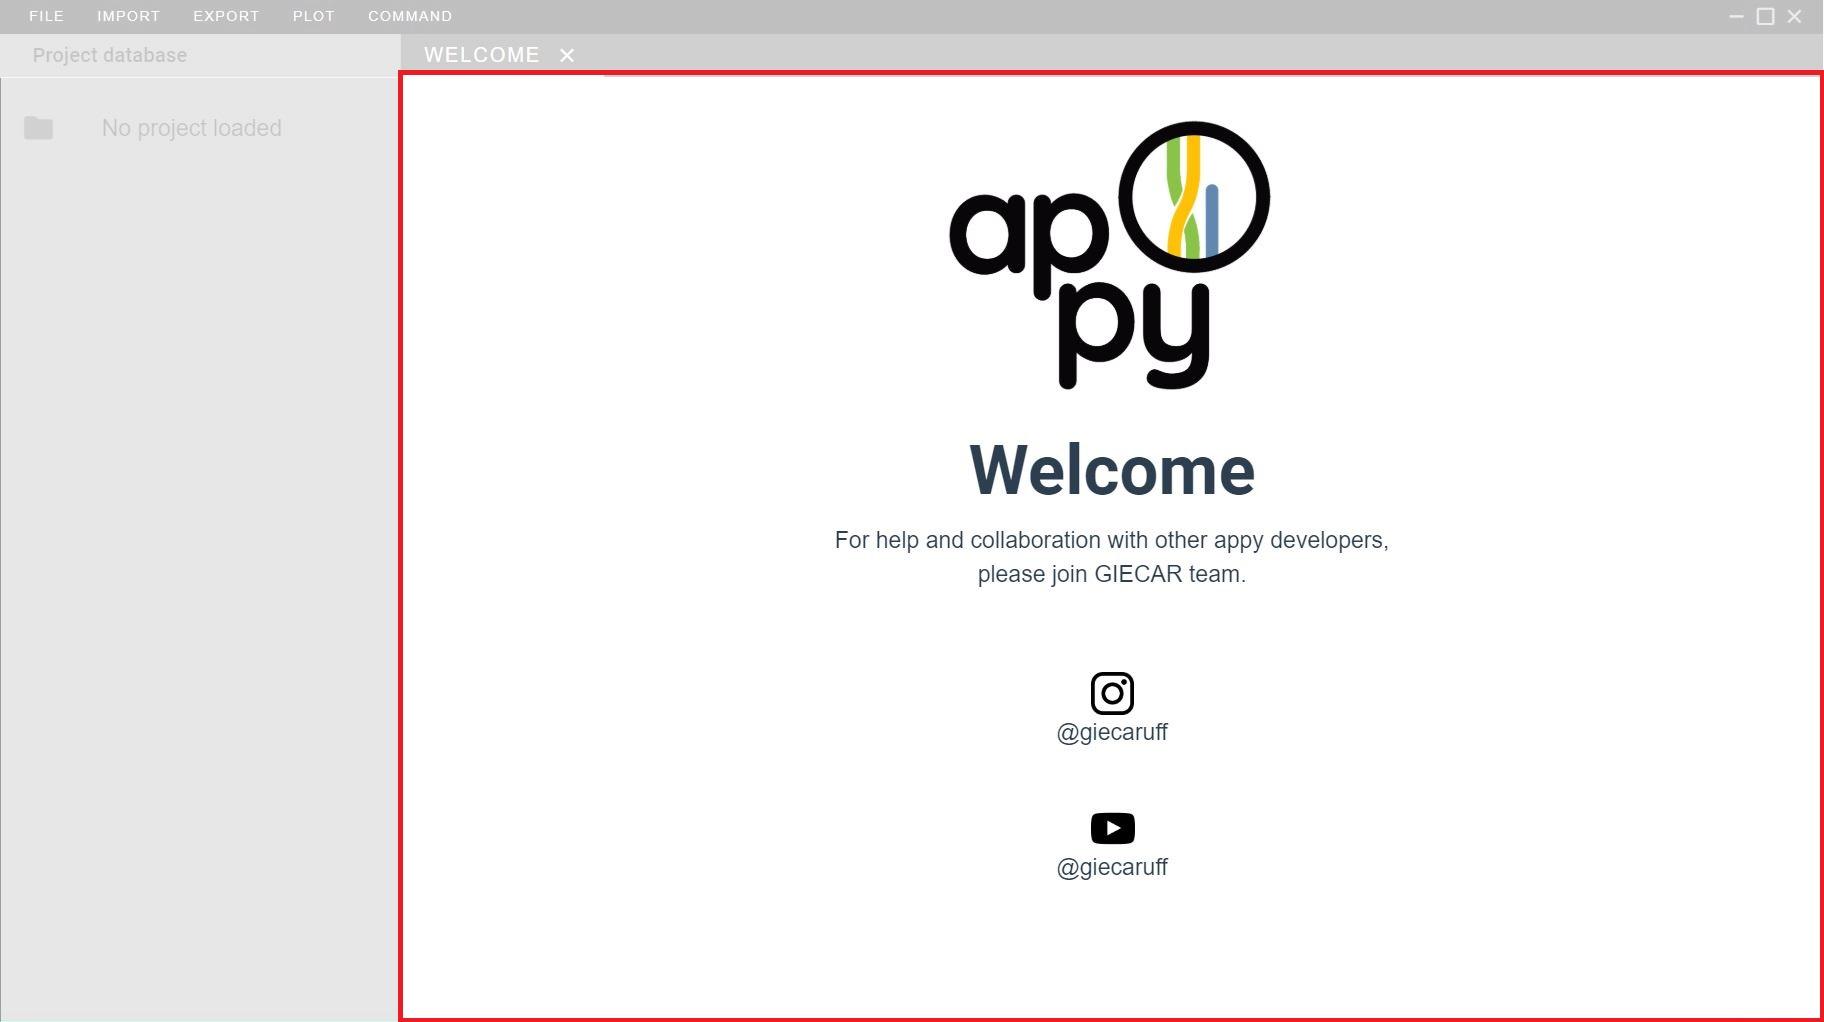 FILE IMPORT EXPORT PLOT COMMAND
Project database
WELCOME
No project loaded
ap
py
Welcome
For help and collaboration with other appy developers,
please join GIECAR team.
@giecaruff
@giecaruff